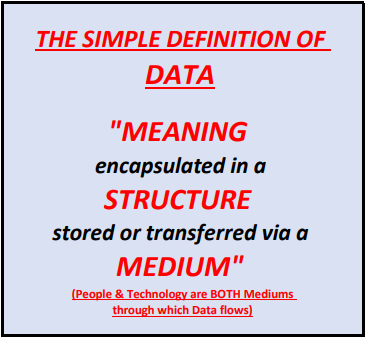 THE SIMPLE DEFINITION OF
DATA
"MEANING
encapsulated in a
STRUCTURE
stored or transferred via a
MEDIUM"
(People & Technology are BOTH Mediums
through which Data flows)